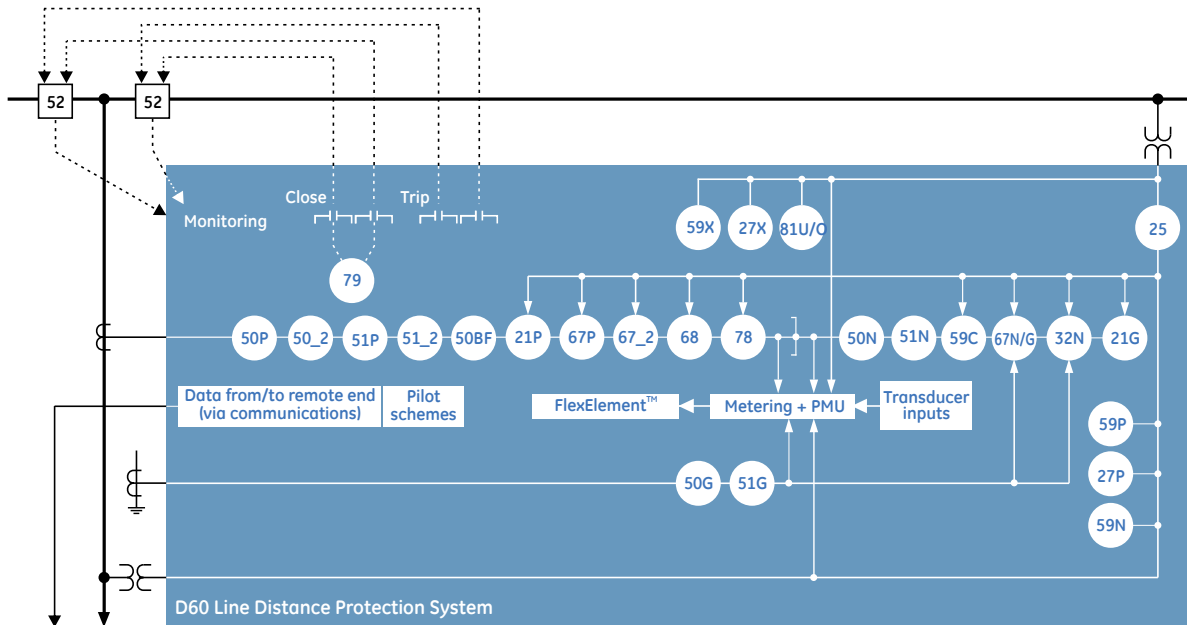 52
52
Close
Trip
Monitoring
59X
27X
81U/O
25
79
50P
50_2
51P
51_2
50BF
21P
67P
67_2
68
78
50N
51N
59C
67N/G
32N
21G
Data from/to remote end
(via communications)
Pilot
schemes
FlexElement™
Metering + PMU
Transducer
inputs
59P
50G
51G
27P
59N
D60 Line Distance Protection System